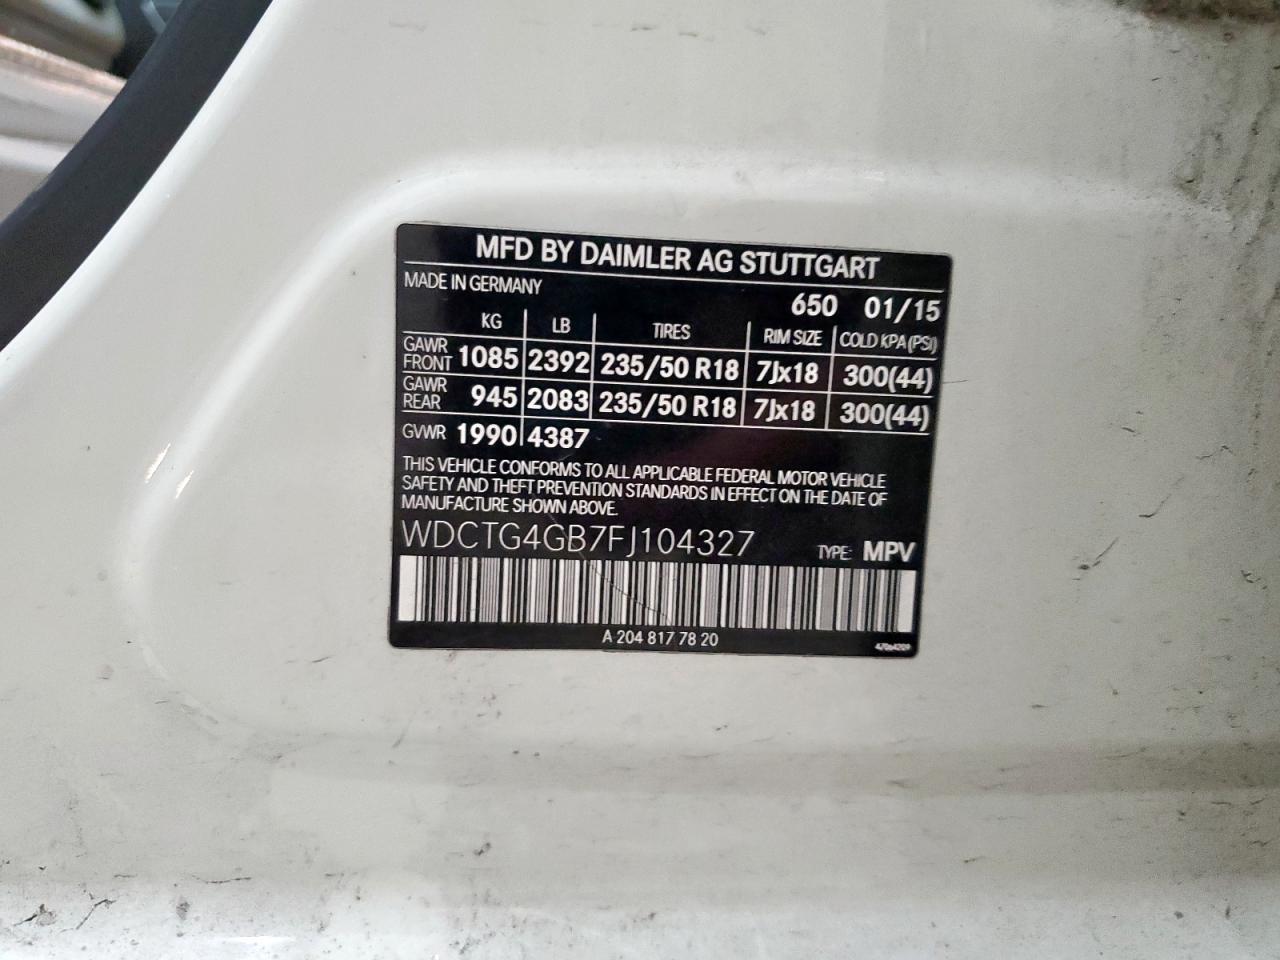 MFD BY DAIMLER AG STUTTGART
MADE IN GERMANY
650 01/15
KG LB TIRES RIM SIZE COLD KPA (PSI)
GAWR FRONT 1085 2392 235/50 R18 7Jx18 300(44)
GAWR REAR 945 2083 235/50 R18 7Jx18 300(44)
GVWR 1990 4387
THIS VEHICLE CONFORMS TO ALL APPLICABLE FEDERAL MOTOR VEHICLE
SAFETY AND THEFT PREVENTION STANDARDS IN EFFECT ON THE DATE OF
MANUFACTURE SHOWN ABOVE.
WDCTG4GB7FJ104327 TYPE: MPV
A 204 817 78 20